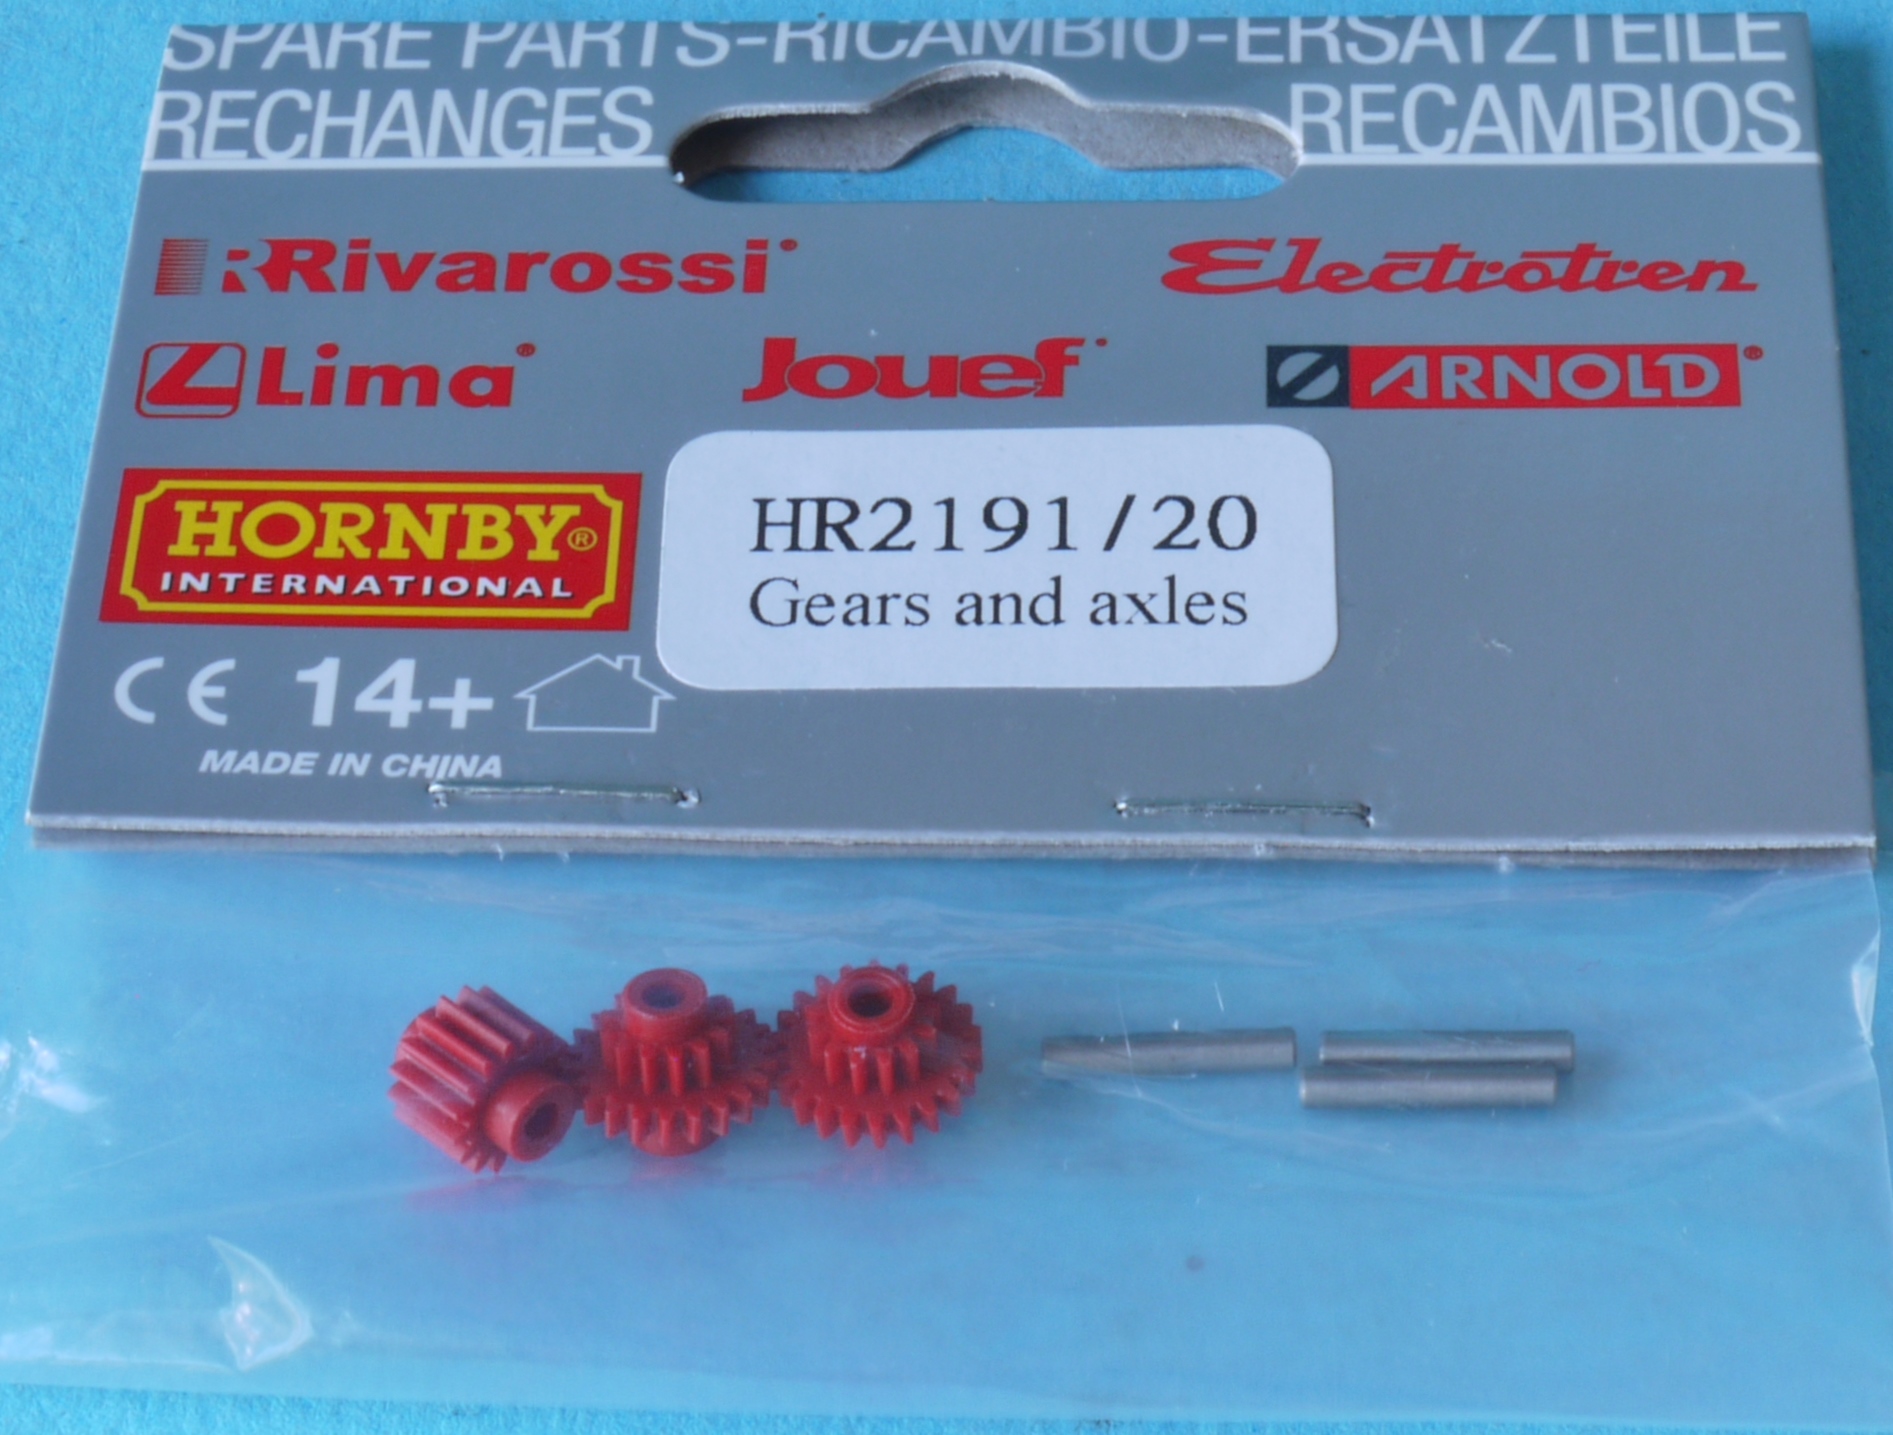 SPARE PARTS-RICAMBIO-ERSATZTEILE
RECHANGES RECAMBIOS
Rivarossi® Electrotren
Lima® Jouef® ARNOLD®
HORNBY®
INTERNATIONAL
HR2191/20
Gears and axles
CE 14+
MADE IN CHINA